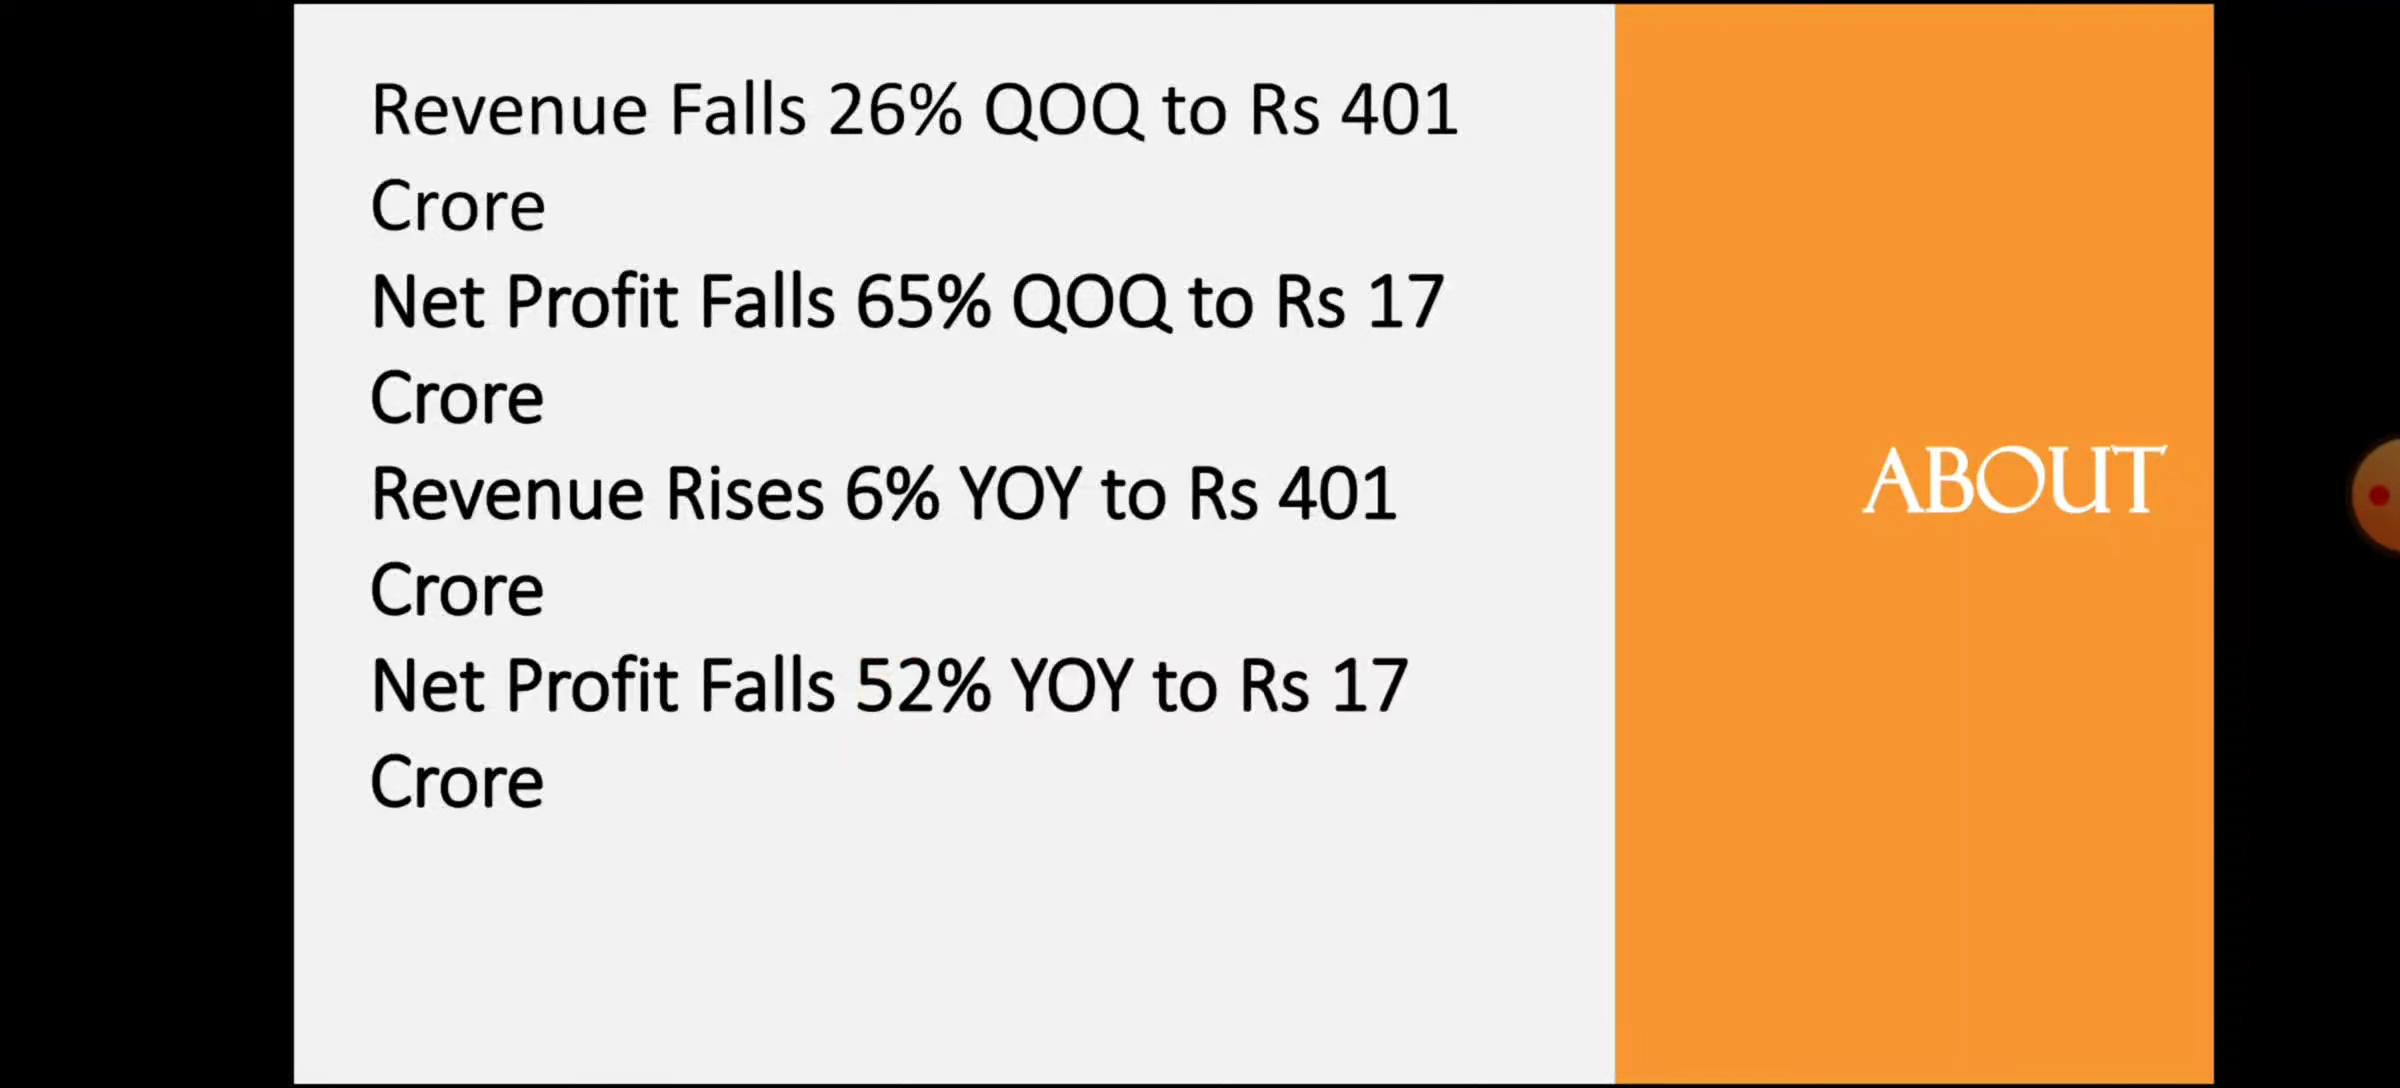 Revenue Falls 26% QOQ to Rs 401
Crore
Net Profit Falls 65% QOQ to Rs 17
Crore
Revenue Rises 6% YOY to Rs 401
Crore
Net Profit Falls 52% YOY to Rs 17
Crore
ABOUT